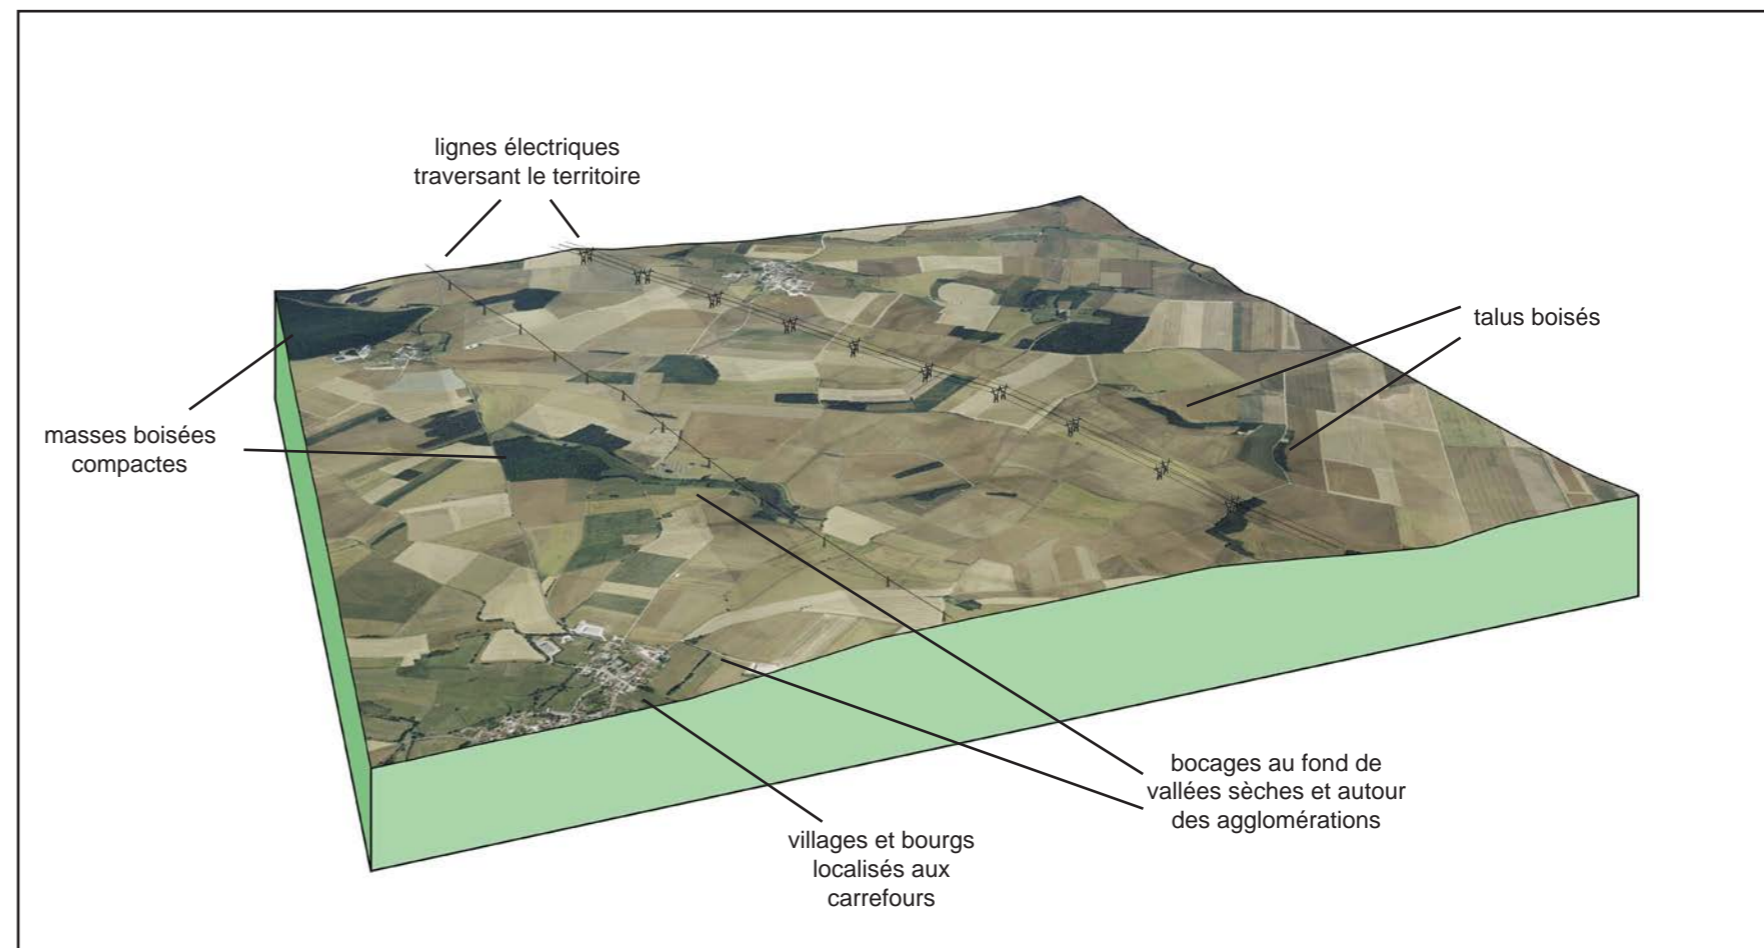 lignes électriques
traversant le territoire
talus boisés
masses boisées
compactes
bocages au fond de
vallées sèches et autour
des agglomérations
villages et bourgs
localisés aux
carrefours